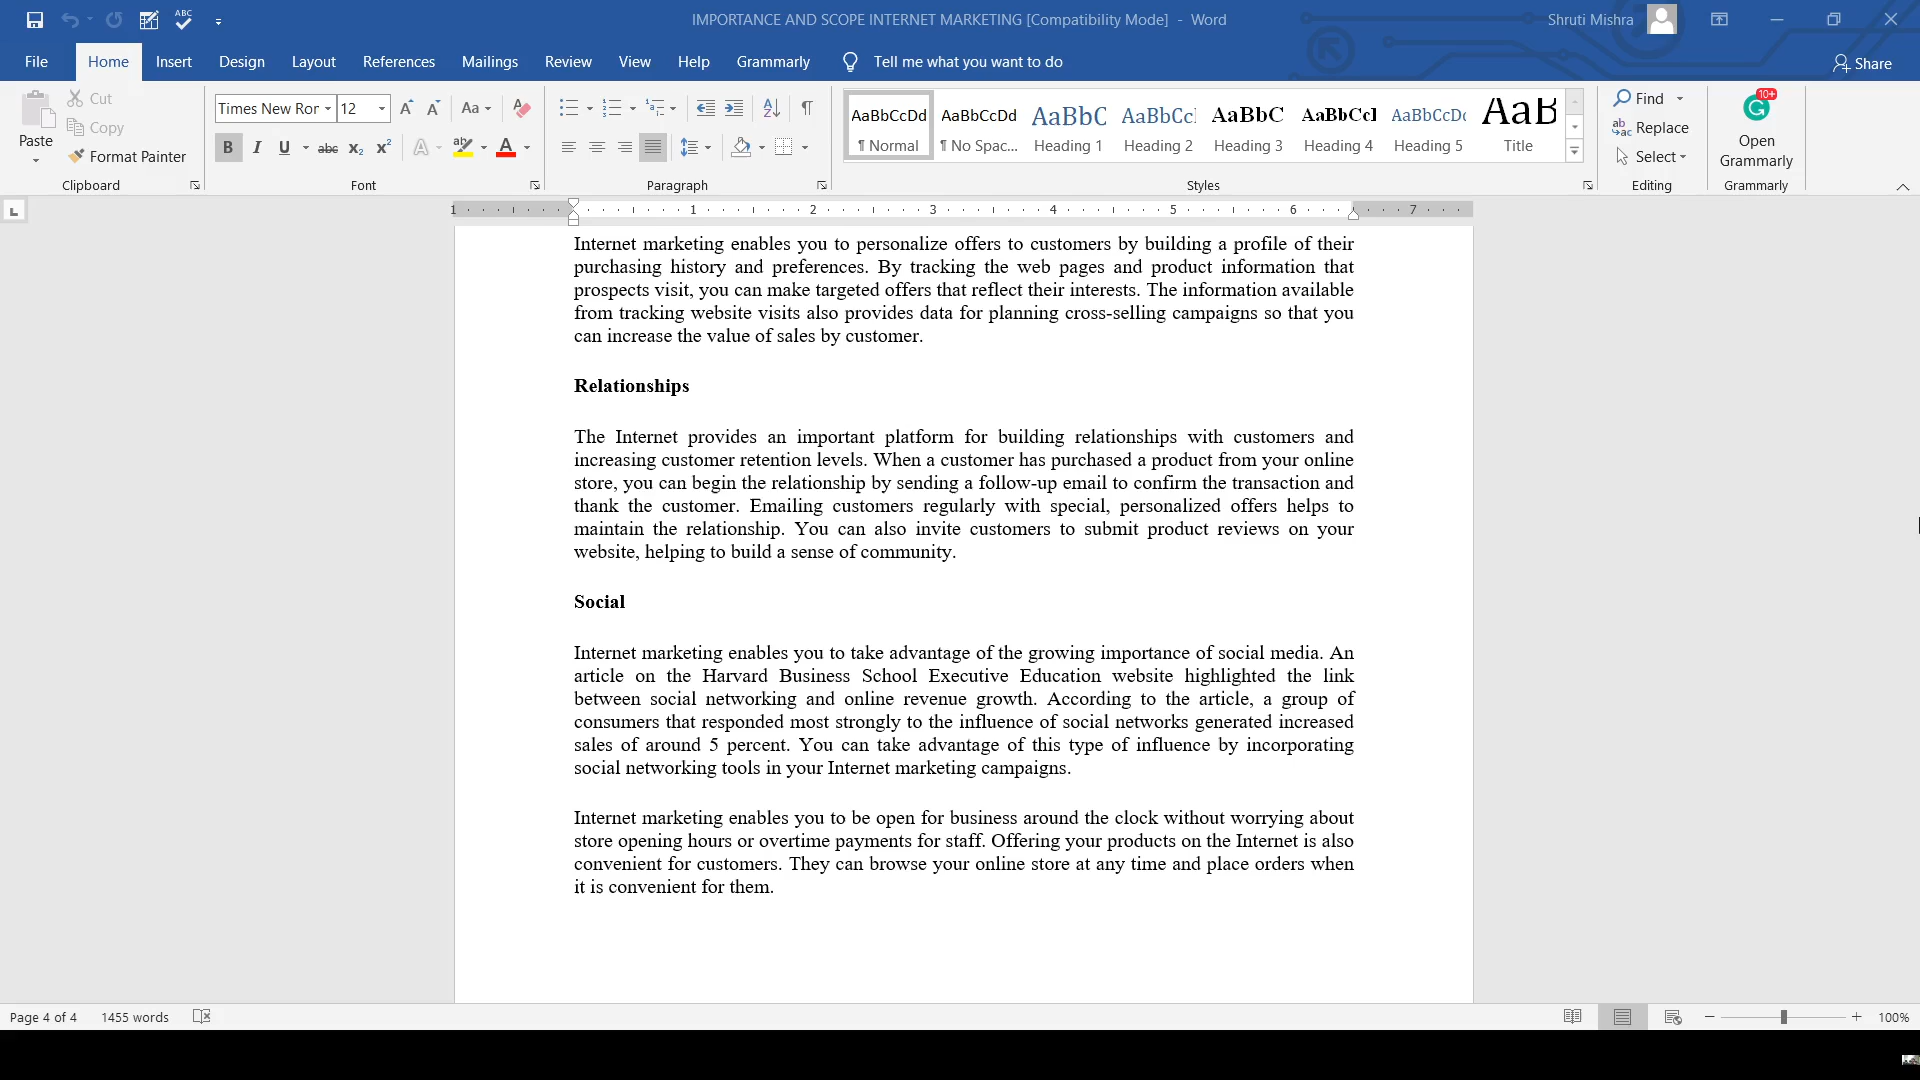 ABC
IMPORTANCE AND SCOPE INTERNET MARKETING [Compatibility Mode] - Word
Shruti Mishra
File Home Insert Design Layout References Mailings Review View Help Grammarly Tell me what you want to do Share
Paste
Cut
Copy
Format Painter
Clipboard
Times New Ror 12
Aa
B I U abc x2 x2 A ab A
Font
Paragraph
AaBbCcDd AaBbCcDd AaBbC AaBbCc AaBbC AaBbCcI AaBbCcDc AaB
¶ Normal ¶ No Spac... Heading 1 Heading 2 Heading 3 Heading 4 Heading 5 Title
Styles
Find
Replace
Select
Editing
10+
Open
Grammarly
Grammarly
1 1 2 3 4 5 6 7
Internet marketing enables you to personalize offers to customers by building a profile of their
purchasing history and preferences. By tracking the web pages and product information that
prospects visit, you can make targeted offers that reflect their interests. The information available
from tracking website visits also provides data for planning cross-selling campaigns so that you
can increase the value of sales by customer.
Relationships
The Internet provides an important platform for building relationships with customers and
increasing customer retention levels. When a customer has purchased a product from your online
store, you can begin the relationship by sending a follow-up email to confirm the transaction and
thank the customer. Emailing customers regularly with special, personalized offers helps to
maintain the relationship. You can also invite customers to submit product reviews on your
website, helping to build a sense of community.
Social
Internet marketing enables you to take advantage of the growing importance of social media. An
article on the Harvard Business School Executive Education website highlighted the link
between social networking and online revenue growth. According to the article, a group of
consumers that responded most strongly to the influence of social networks generated increased
sales of around 5 percent. You can take advantage of this type of influence by incorporating
social networking tools in your Internet marketing campaigns.
Internet marketing enables you to be open for business around the clock without worrying about
store opening hours or overtime payments for staff. Offering your products on the Internet is also
convenient for customers. They can browse your online store at any time and place orders when
it is convenient for them.
Page 4 of 4 1455 words 100%